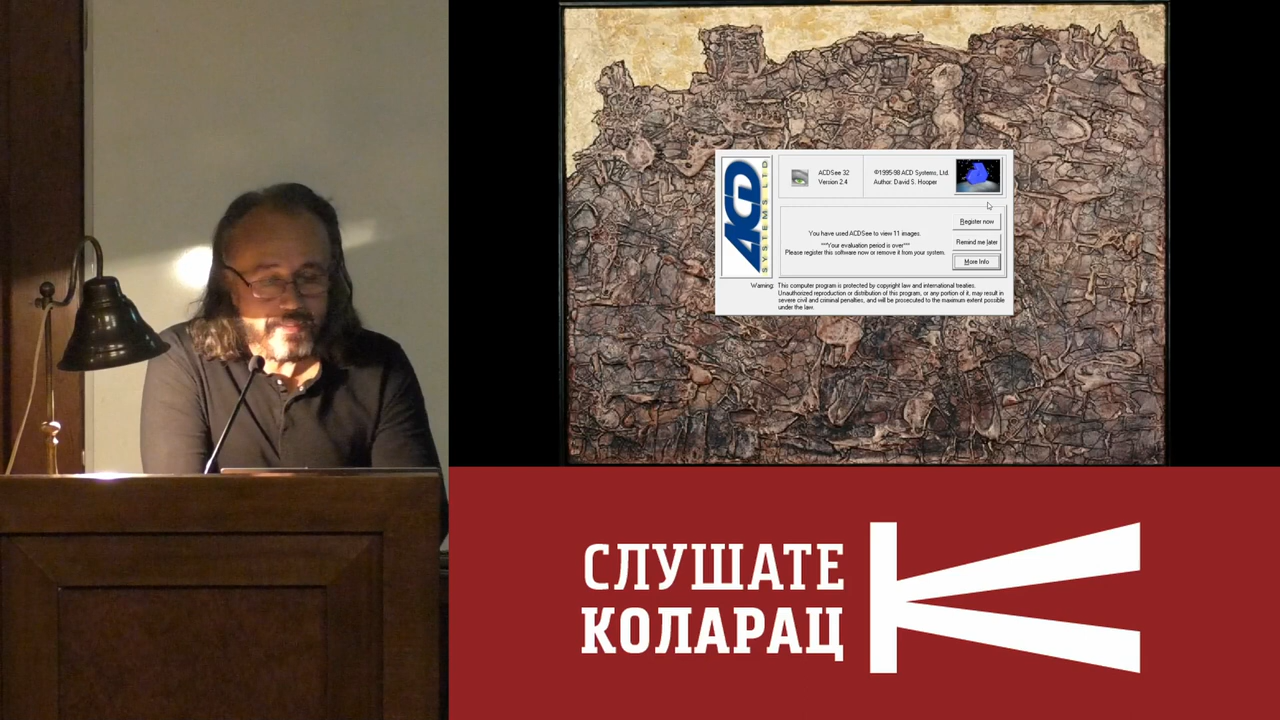 ACD
SYSTEMS LTD
ACDSee 32
Version 2.4
©1995-98 ACD Systems, Ltd.
Author: David S. Hooper
You have used ACDSee to view 11 images.
***Your evaluation period is over***
Please register this software now or remove it from your system.
Register now
Remind me later
More Info
Warning: This computer program is protected by copyright law and international treaties.
Unauthorized reproduction or distribution of this program, or any portion of it, may result in
severe civil and criminal penalties, and will be prosecuted to the maximum extent possible
under the law.
СЛУШАТЕ
КОЛАРАЦ